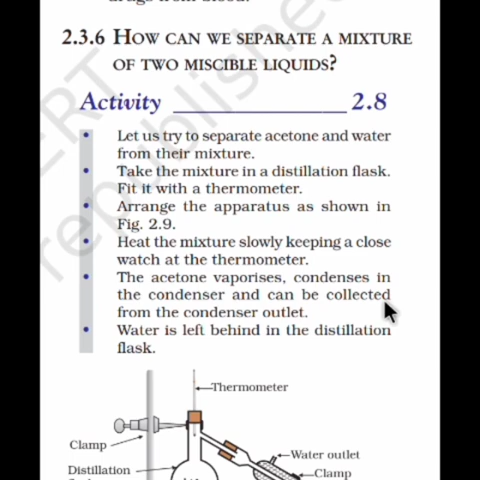 2.3.6 HOW CAN WE SEPARATE A MIXTURE
OF TWO MISCIBLE LIQUIDS?
Activity ______________ 2.8
• Let us try to separate acetone and water
from their mixture.
• Take the mixture in a distillation flask.
Fit it with a thermometer.
• Arrange the apparatus as shown in
Fig. 2.9.
• Heat the mixture slowly keeping a close
watch at the thermometer.
• The acetone vaporises, condenses in
the condenser and can be collected
from the condenser outlet.
• Water is left behind in the distillation
flask.
Thermometer
Clamp
Water outlet
Distillation
Clamp
republished